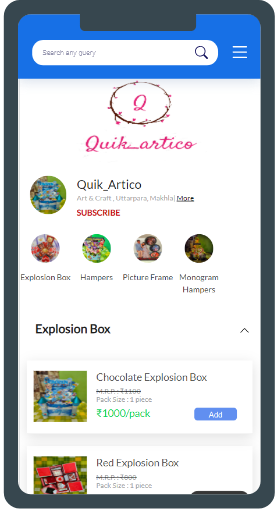 Search any query
Q
Quik_artico
Quik_Artico
Art & Craft , Uttarpara, Makhla| More
SUBSCRIBE
Explosion Box
Hampers
Picture Frame
Monogram Hampers
Explosion Box
Chocolate Explosion Box
M.R.P. : ₹1100
Pack Size : 1 piece
₹1000/pack
Add
Red Explosion Box
M.R.P. : ₹800
Pack Size : 1 piece